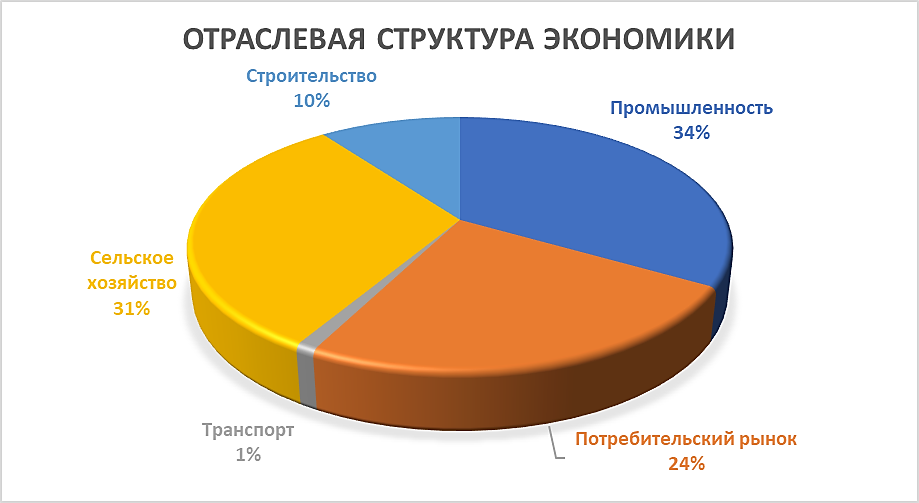 ОТРАСЛЕВАЯ СТРУКТУРА ЭКОНОМИКИ
Строительство
10%
Промышленность
34%
Сельское
хозяйство
31%
Транспорт
1%
Потребительский рынок
24%